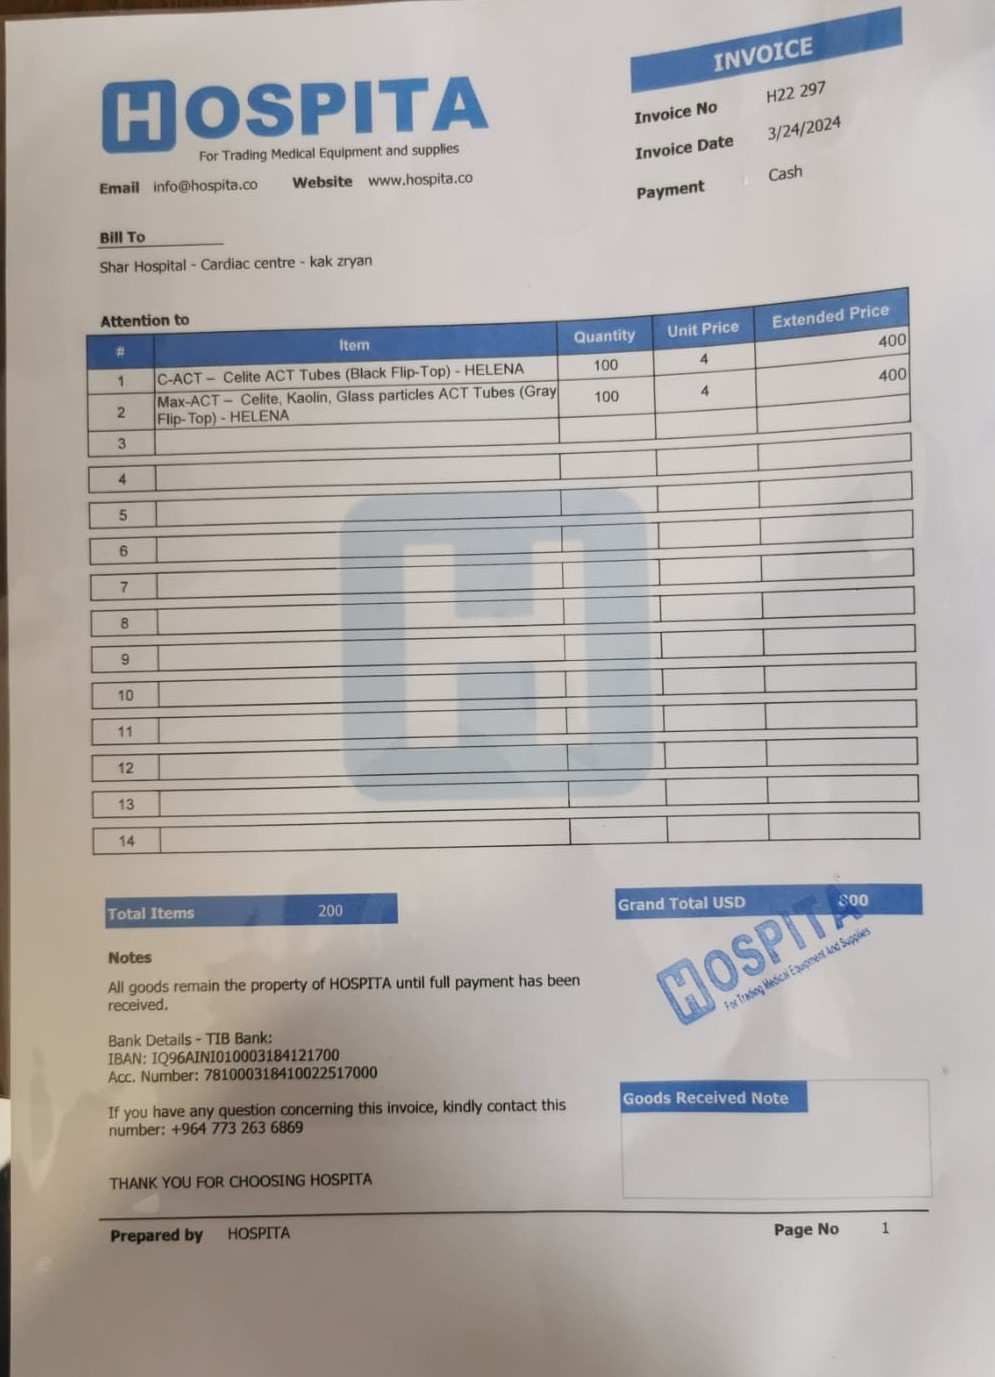 HOSPITA
For Trading Medical Equipment and supplies
Email info@hospita.co Website www.hospita.co
INVOICE
Invoice No H22 297
Invoice Date 3/24/2024
Payment Cash
Bill To
Shar Hospital - Cardiac centre - kak zryan
Attention to
# Item Quantity Unit Price Extended Price
1 C-ACT – Celite ACT Tubes (Black Flip-Top) - HELENA 100 4 400
2 Max-ACT – Celite, Kaolin, Glass particles ACT Tubes (Gray 100 4 400
Flip-Top) - HELENA
3
4
5
6
7
8
9
10
11
12
13
14
Total Items 200
Grand Total USD 800
HOSPITA
For Trading Medical Equipment And Supplies
Notes
All goods remain the property of HOSPITA until full payment has been
received.
Bank Details - TIB Bank:
IBAN: IQ96AINI010003184121700
Acc. Number: 781000318410022517000
If you have any question concerning this invoice, kindly contact this
number: +964 773 263 6869
Goods Received Note
THANK YOU FOR CHOOSING HOSPITA
Prepared by HOSPITA
Page No 1